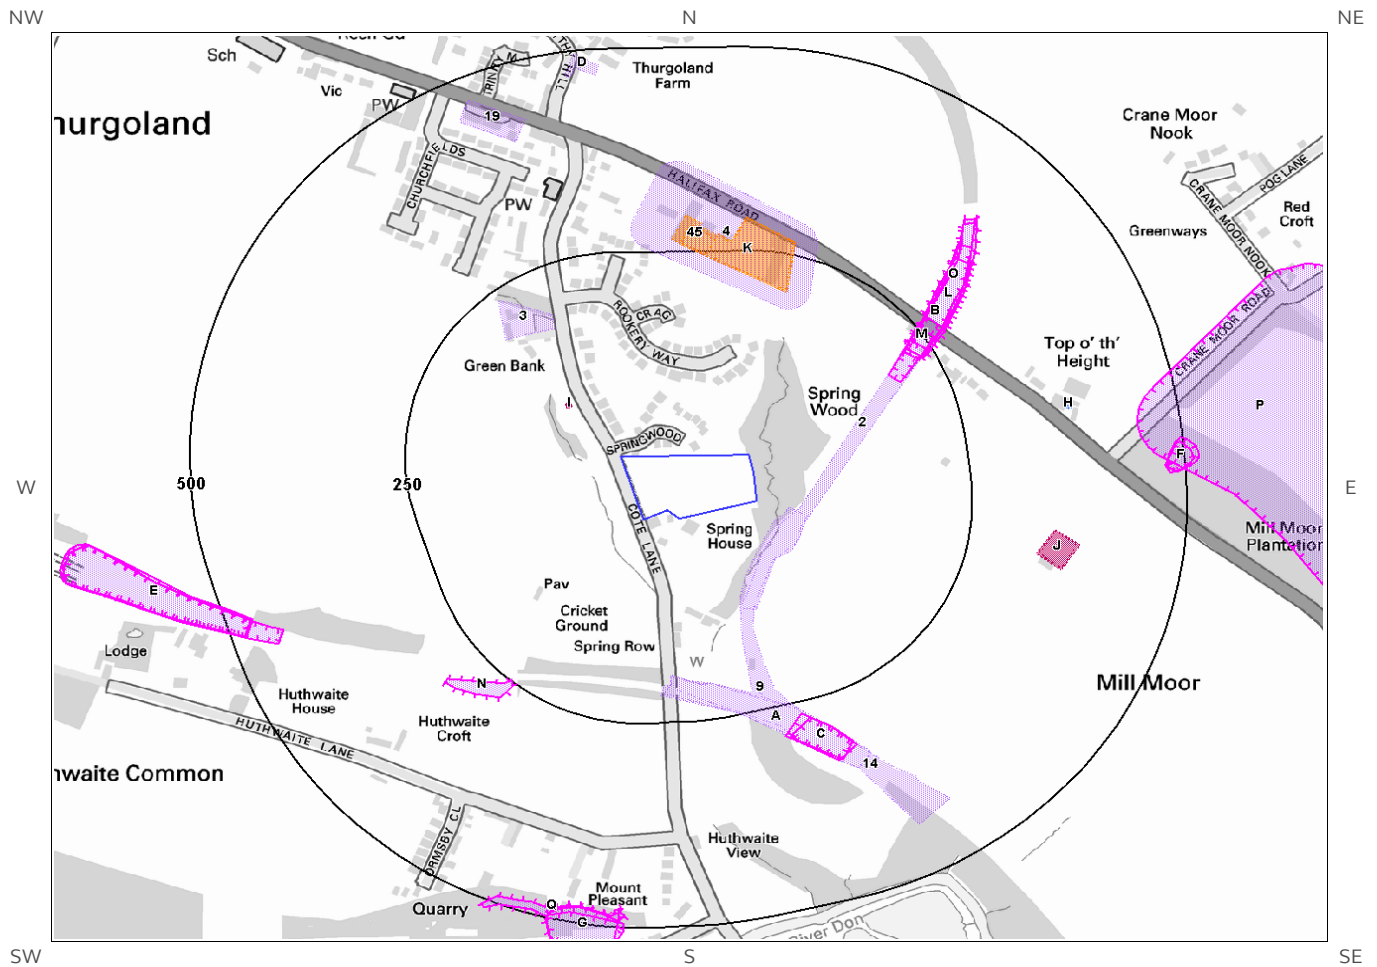 NW
N
NE
Sch
TRINITY M
HILL
D
Thurgoland
Farm
Vic
PW
19
hurgoland
Crane Moor
Nook
CHURCHFIELDS
PW
HALIFAX ROAD
POG LANE
CRANE MOOR NOOK
Red
Croft
Greenways
45
4
K
O
L
B
M
3
CRAG
ROOKERY WAY
Green Bank
CRANE MOOR ROAD
Top o' th'
Height
I
Spring
Wood
2
H
P
SPRINGWOOD
F
W
500
250
E
COTE LANE
Spring
House
Mill Moor
Plantation
J
E
Pav
Cricket
Ground
Lodge
Spring Row
W
N
9
Mill Moor
Huthwaite
House
A
Huthwaite
Croft
C
HUTHWAITE LANE
14
hwaite Common
ORMSBY CL
Huthwaite
View
Mount
Pleasant
Quarry
Q
G
River Don
SW
S
SE